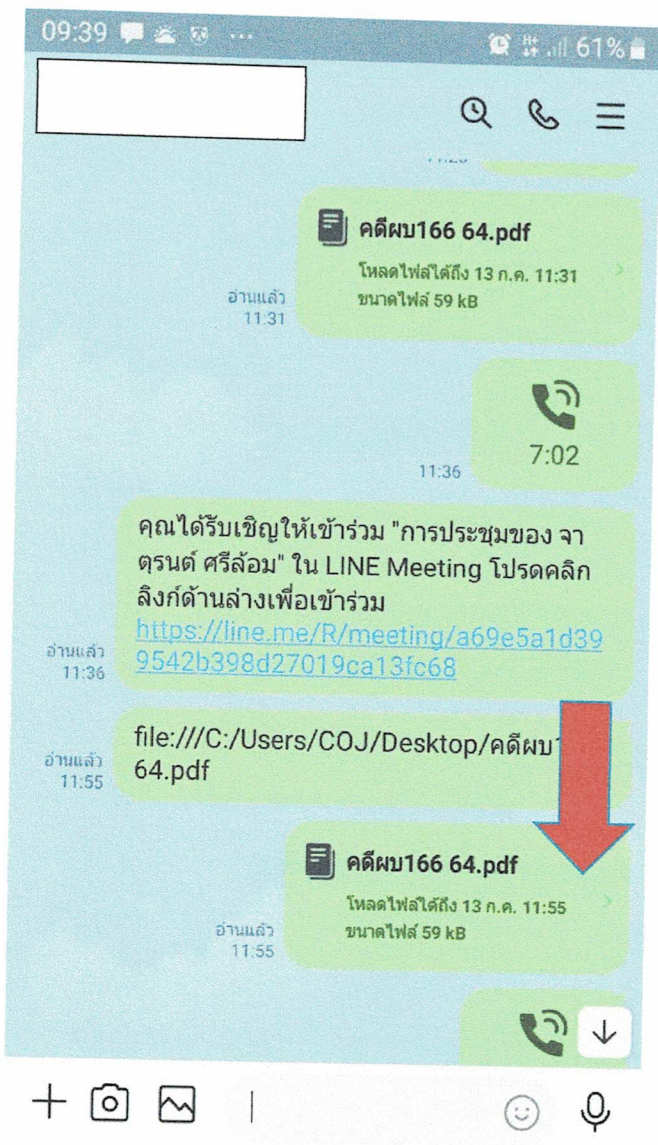 09:39 ... 61%
คดีผบ166 64.pdf
โหลดไฟล์ได้ถึง 13 ก.ค. 11:31
ขนาดไฟล์ 59 kB
อ่านแล้ว
11:31
7:02
11:36
คุณได้รับเชิญให้เข้าร่วม "การประชุมของ จา
ตุรนต์ ศรีล้อม" ใน LINE Meeting โปรดคลิก
ลิงก์ด้านล่างเพื่อเข้าร่วม
https://line.me/R/meeting/a69e5a1d39
9542b398d27019ca13fc68
อ่านแล้ว
11:36
file:///C:/Users/COJ/Desktop/คดีผบ1
64.pdf
อ่านแล้ว
11:55
คดีผบ166 64.pdf
โหลดไฟล์ได้ถึง 13 ก.ค. 11:55
ขนาดไฟล์ 59 kB
อ่านแล้ว
11:55